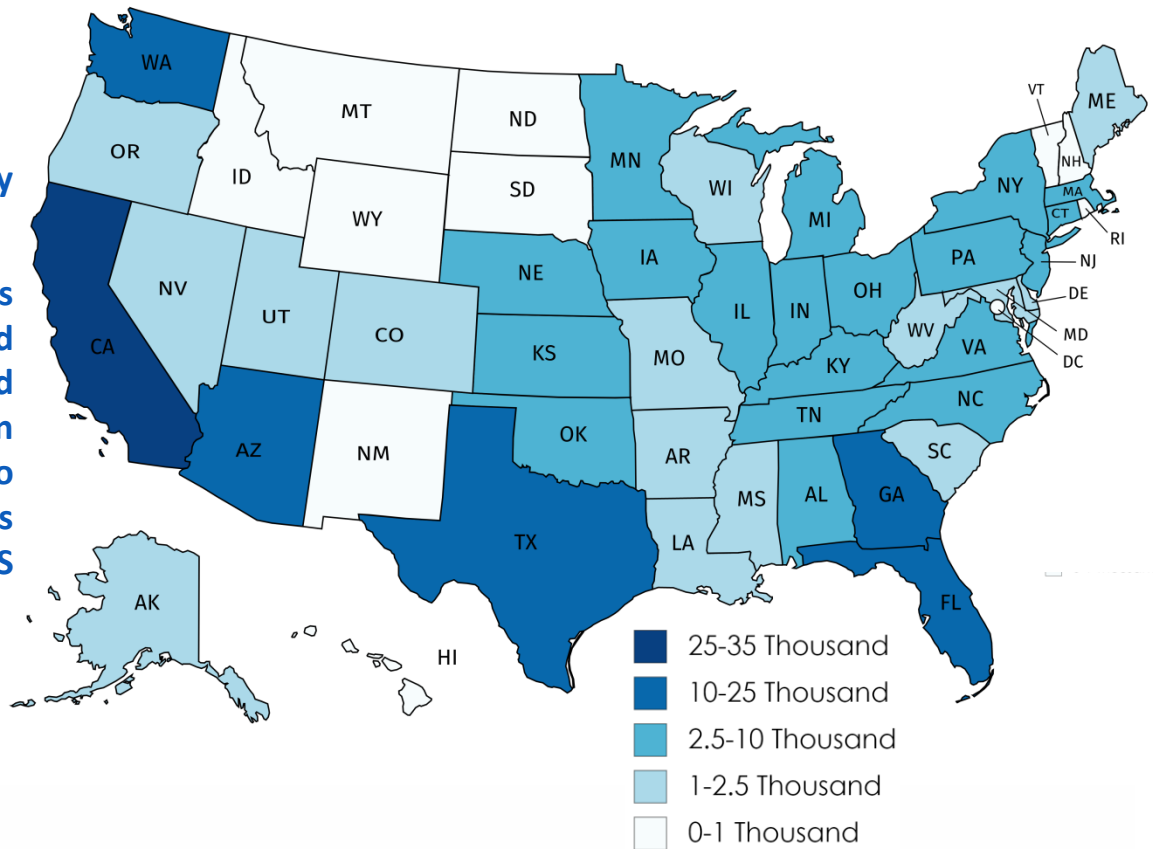 y
s
d
d
n
o
s
S
WA
OR
ID
MT
ND
SD
WY
MN
WI
MI
NE
IA
NV
UT
CO
CA
KS
MO
IL
IN
OH
KY
WV
VA
PA
NY
VT
NH
ME
MA
CT
RI
NJ
DE
MD
DC
AZ
NM
OK
TX
AR
LA
MS
AL
TN
NC
SC
GA
FL
AK
HI
25-35 Thousand
10-25 Thousand
2.5-10 Thousand
1-2.5 Thousand
0-1 Thousand